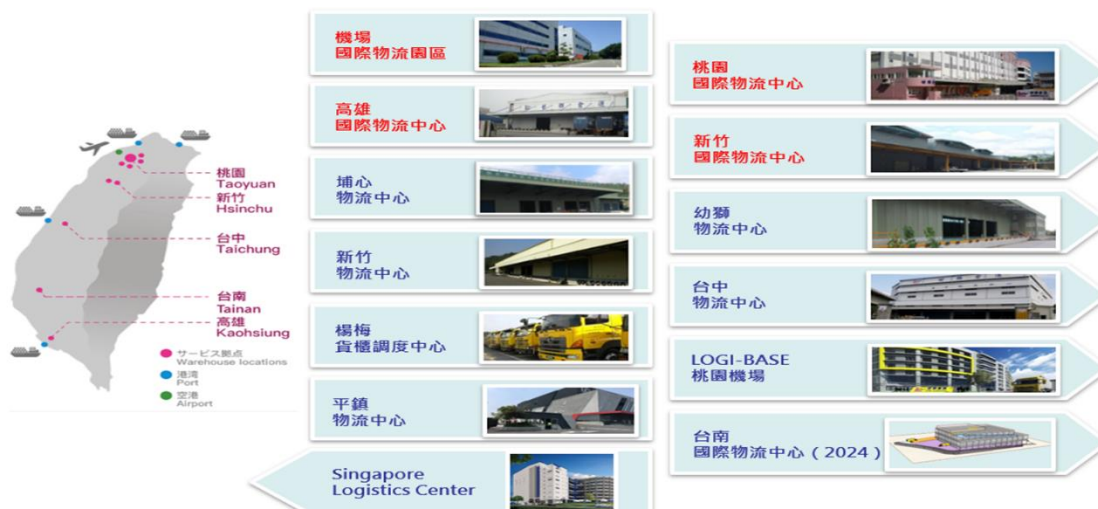 桃園
Taoyuan
新竹
Hsinchu
台中
Taichung
台南
Tainan
高雄
Kaohsiung
サービス拠点
Warehouse locations
港湾
Port
空港
Airport
機場
國際物流園區
高雄
國際物流中心
埔心
物流中心
新竹
物流中心
楊梅
貨櫃調度中心
平鎮
物流中心
Singapore
Logistics Center
桃園
國際物流中心
新竹
國際物流中心
幼獅
物流中心
台中
物流中心
LOGI-BASE
桃園機場
台南
國際物流中心（2024）